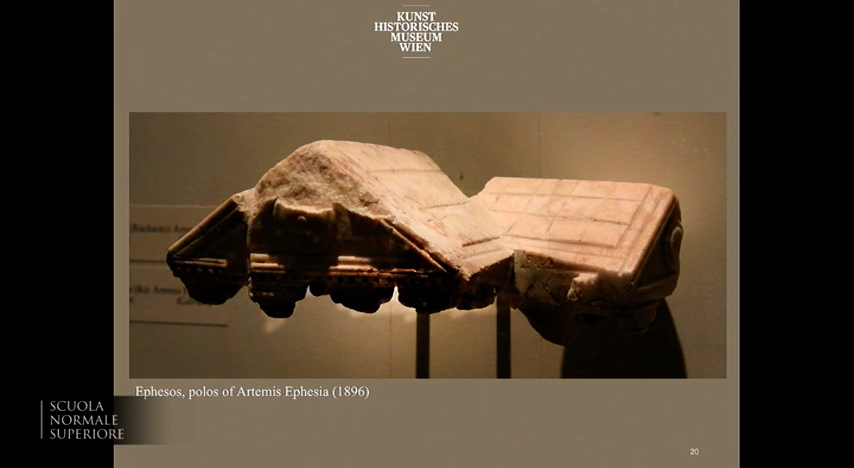 KUNST
HISTORISCHES
MUSEUM
WIEN
Ephesos, polos of Artemis Ephesia (1896)
SCUOLA
NORMALE
SUPERIORE
20